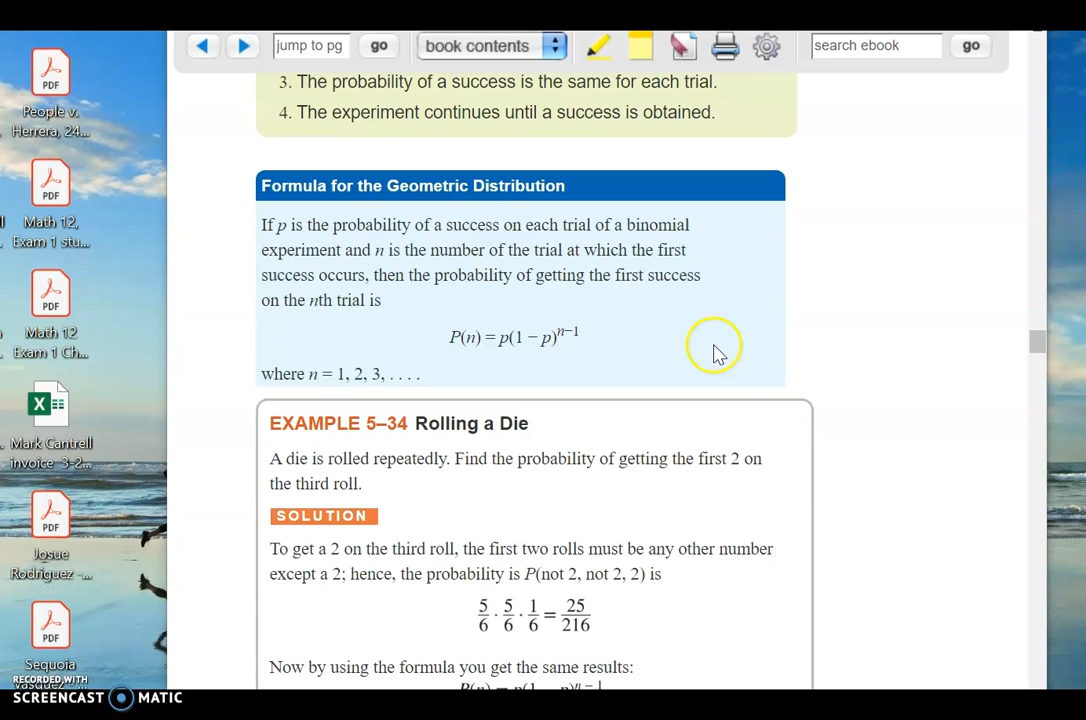 jump to pg
go
book contents
search ebook
go
3. The probability of a success is the same for each trial.
4. The experiment continues until a success is obtained.
Formula for the Geometric Distribution
If p is the probability of a success on each trial of a binomial
experiment and n is the number of the trial at which the first
success occurs, then the probability of getting the first success
on the nth trial is
P(n) = p(1 − p)^{n−1}
where n = 1, 2, 3, . . . .
EXAMPLE 5–34 Rolling a Die
A die is rolled repeatedly. Find the probability of getting the first 2 on
the third roll.
SOLUTION
To get a 2 on the third roll, the first two rolls must be any other number
except a 2; hence, the probability is P(not 2, not 2, 2) is
5/6 · 5/6 · 1/6 = 25/216
Now by using the formula you get the same results:
PDF
People v.
Herrera, 24...
PDF
Math 12,
Exam 1 stu...
PDF
Math 12
Exam 1 Ch...
X
Mark Cantrell
invoice 3-2...
PDF
Josue
Rodriguez -...
PDF
Sequoia
RECORDED WITH
SCREENCAST MATIC